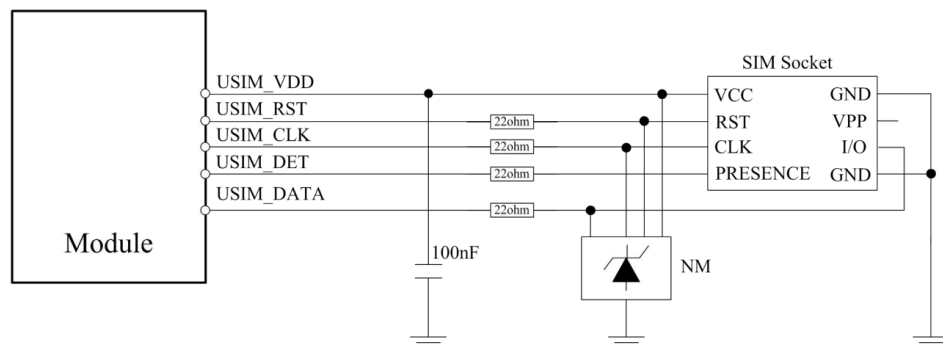 SIM Socket
USIM_VDD
VCC
GND
USIM_RST
22ohm
RST
VPP
USIM_CLK
22ohm
CLK
I/O
USIM_DET
22ohm
PRESENCE
GND
USIM_DATA
22ohm
Module
100nF
NM